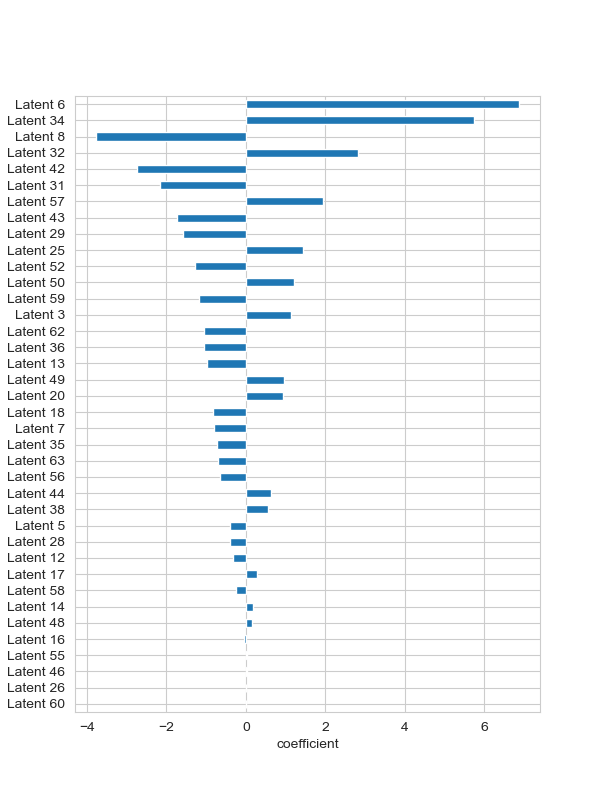 Latent 6
Latent 34
Latent 8
Latent 32
Latent 42
Latent 31
Latent 57
Latent 43
Latent 29
Latent 25
Latent 52
Latent 50
Latent 59
Latent 3
Latent 62
Latent 36
Latent 13
Latent 49
Latent 20
Latent 18
Latent 7
Latent 35
Latent 63
Latent 56
Latent 44
Latent 38
Latent 5
Latent 28
Latent 12
Latent 17
Latent 58
Latent 14
Latent 48
Latent 16
Latent 55
Latent 46
Latent 26
Latent 60
−4 −2 0 2 4 6
coefficient